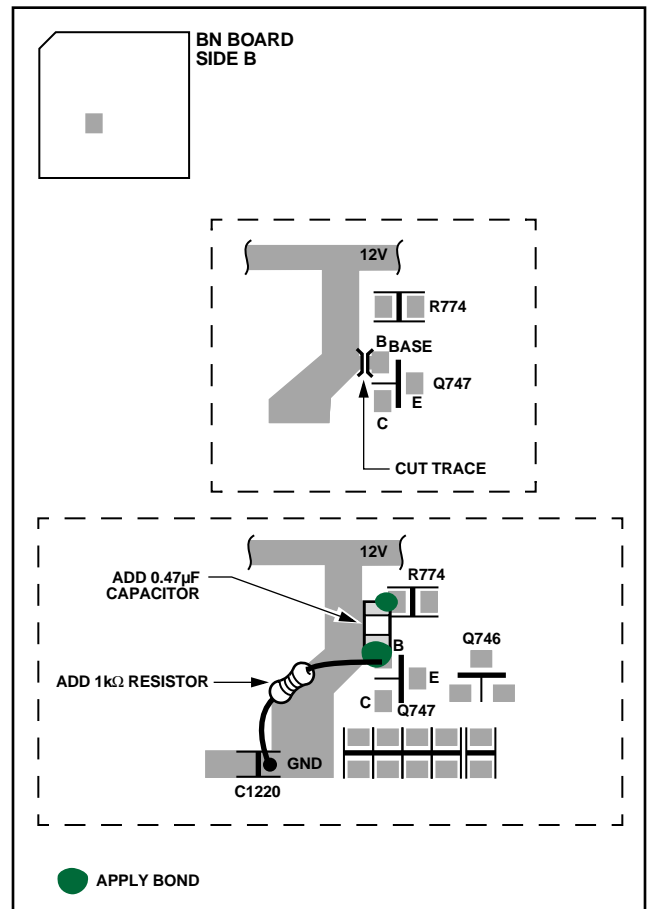 BN BOARD
SIDE B
12V
R774
B BASE
Q747
E
C
CUT TRACE
12V
ADD 0.47µF
CAPACITOR
R774
Q746
B
ADD 1kΩ RESISTOR
E
C
Q747
GND
C1220
APPLY BOND